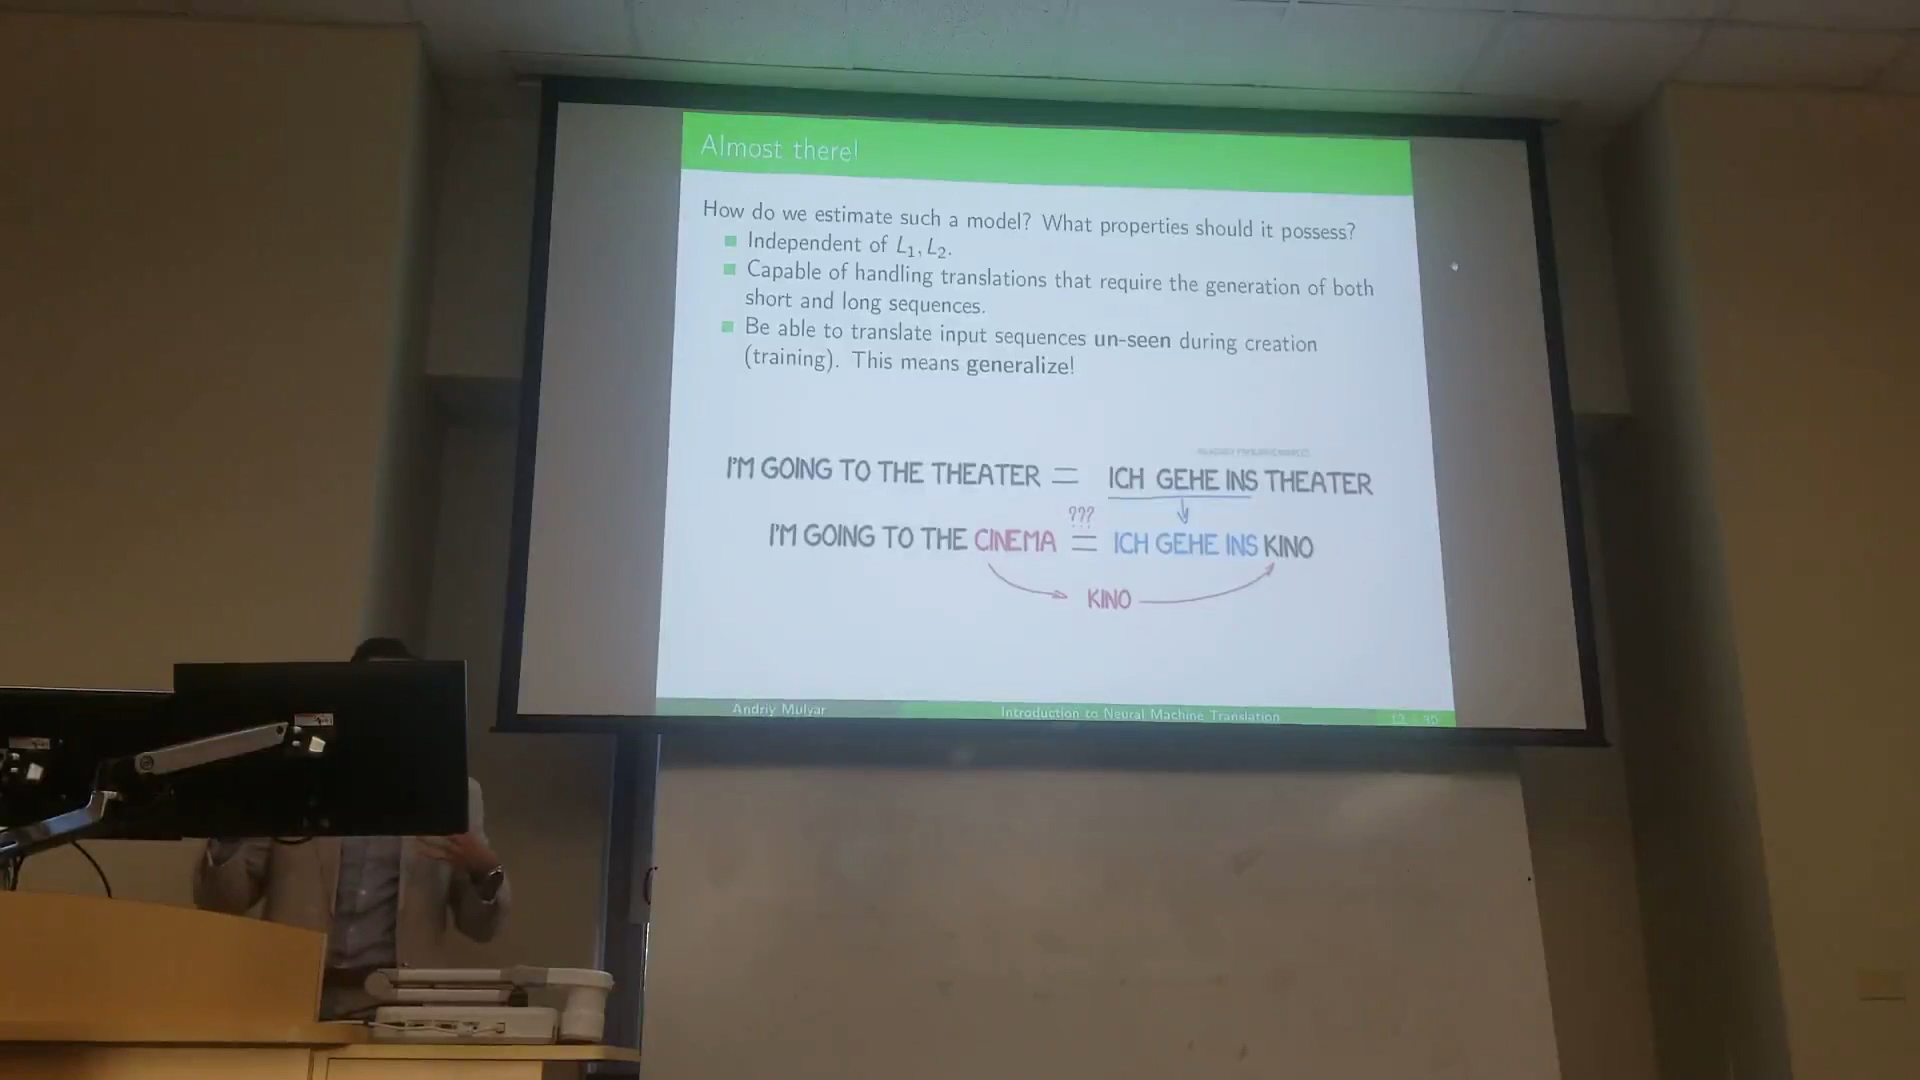 Almost there!
How do we estimate such a model? What properties should it possess?
Independent of L₁, L₂.
Capable of handling translations that require the generation of both
short and long sequences.
Be able to translate input sequences un-seen during creation
(training). This means generalize!
I'M GOING TO THE THEATER = ICH GEHE INS THEATER
???
I'M GOING TO THE CINEMA = ICH GEHE INS KINO
KINO
Andriy Mulyar Introduction to Neural Machine Translation